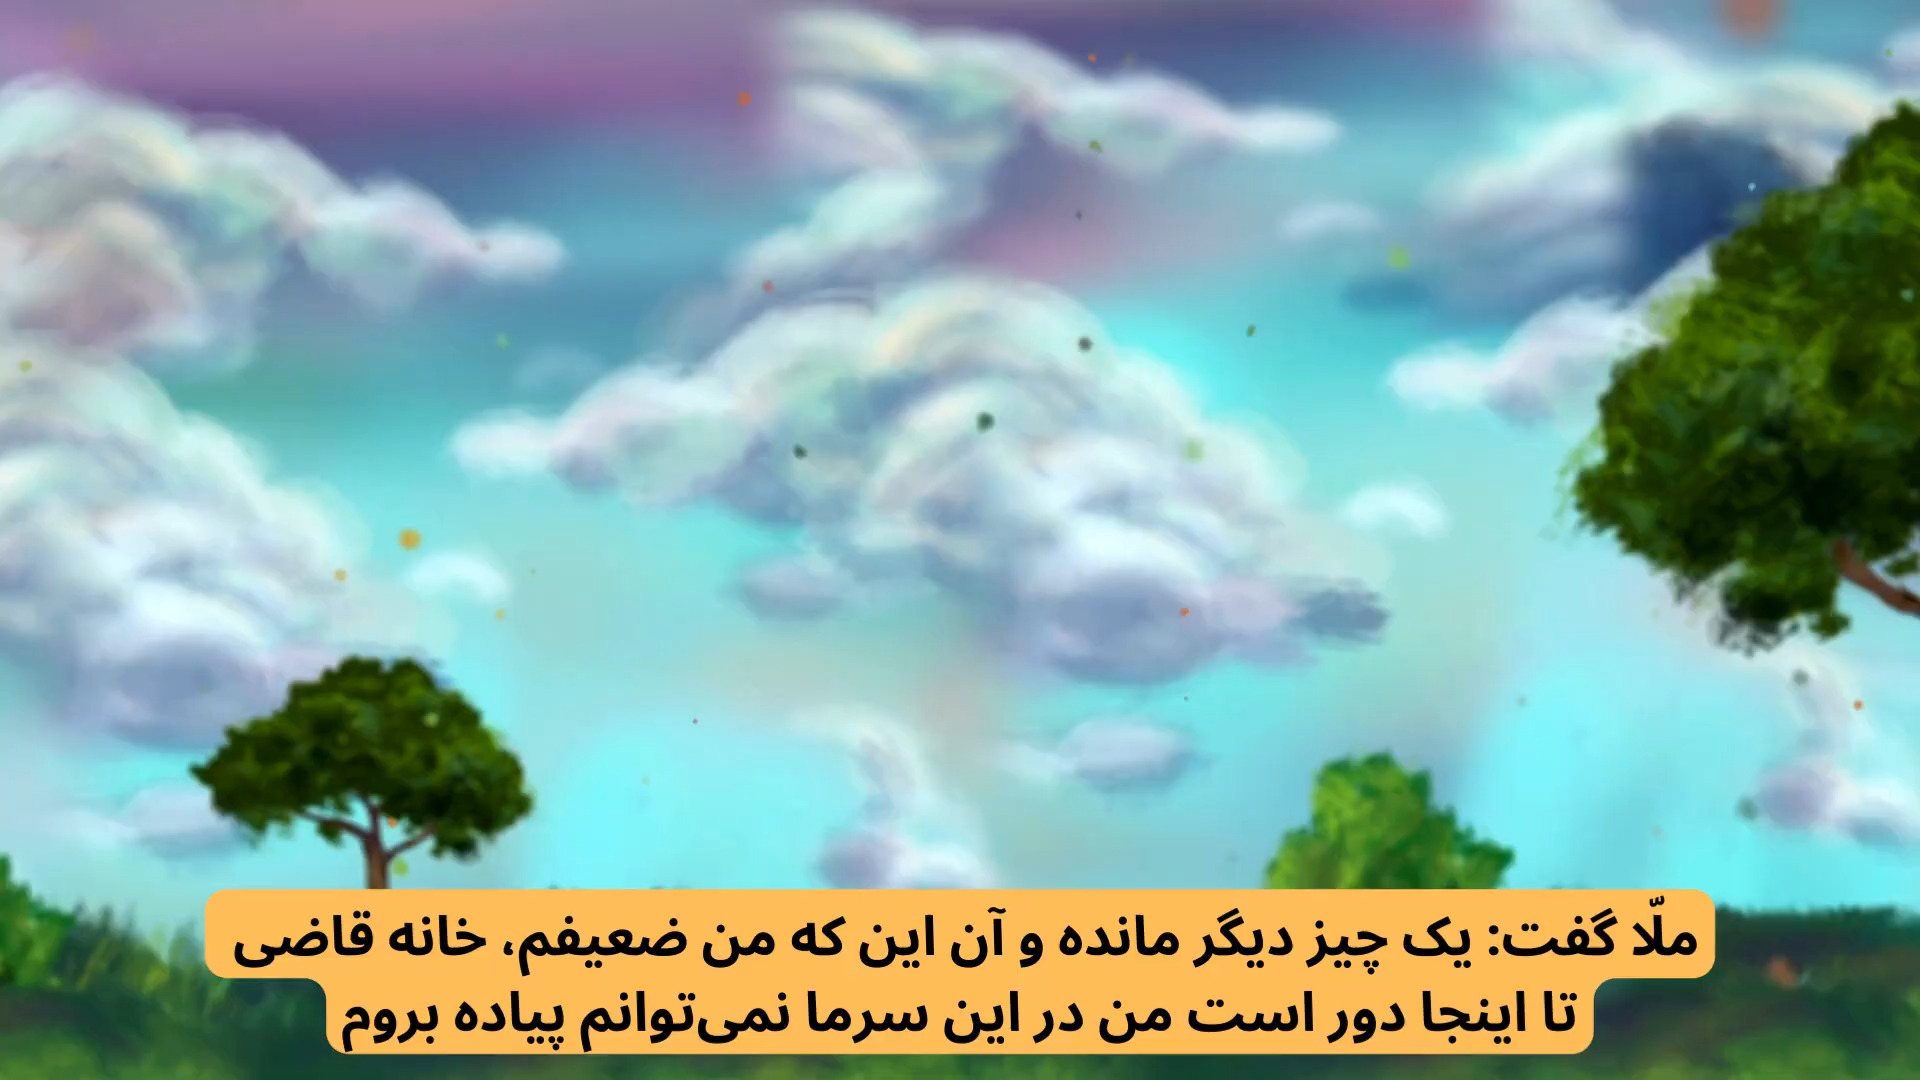 ملّا گفت: یک چیز دیگر مانده و آن این که من ضعیفم، خانه قاضی
تا اینجا دور است من در این سرما نمی‌توانم پیاده بروم